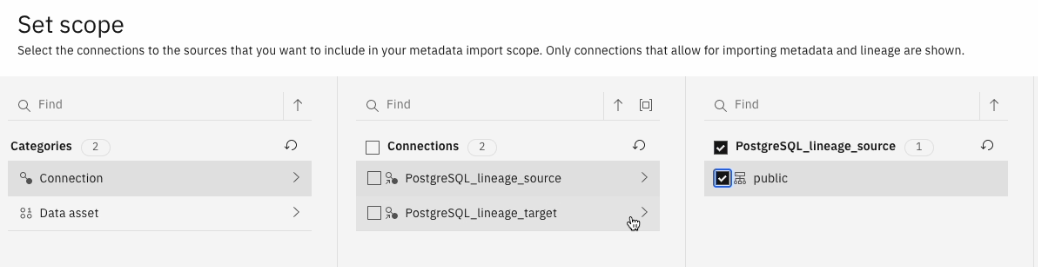 Set scope
Select the connections to the sources that you want to include in your metadata import scope. Only connections that allow for importing metadata and lineage are shown.
Find
Find
Find
Categories 2
Connections 2
PostgreSQL_lineage_source 1
Connection
PostgreSQL_lineage_source
public
Data asset
PostgreSQL_lineage_target